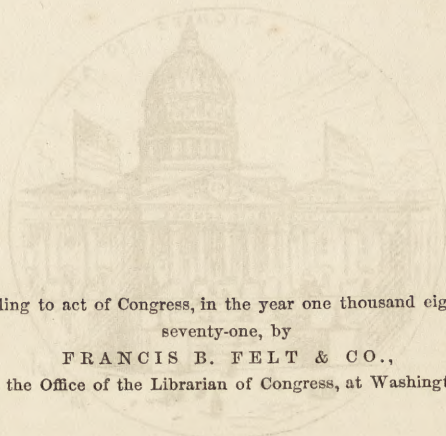 ling to act of Congress, in the year one thousand eig
seventy-one, by
FRANCIS B. FELT & CO.,
the Office of the Librarian of Congress, at Washingt